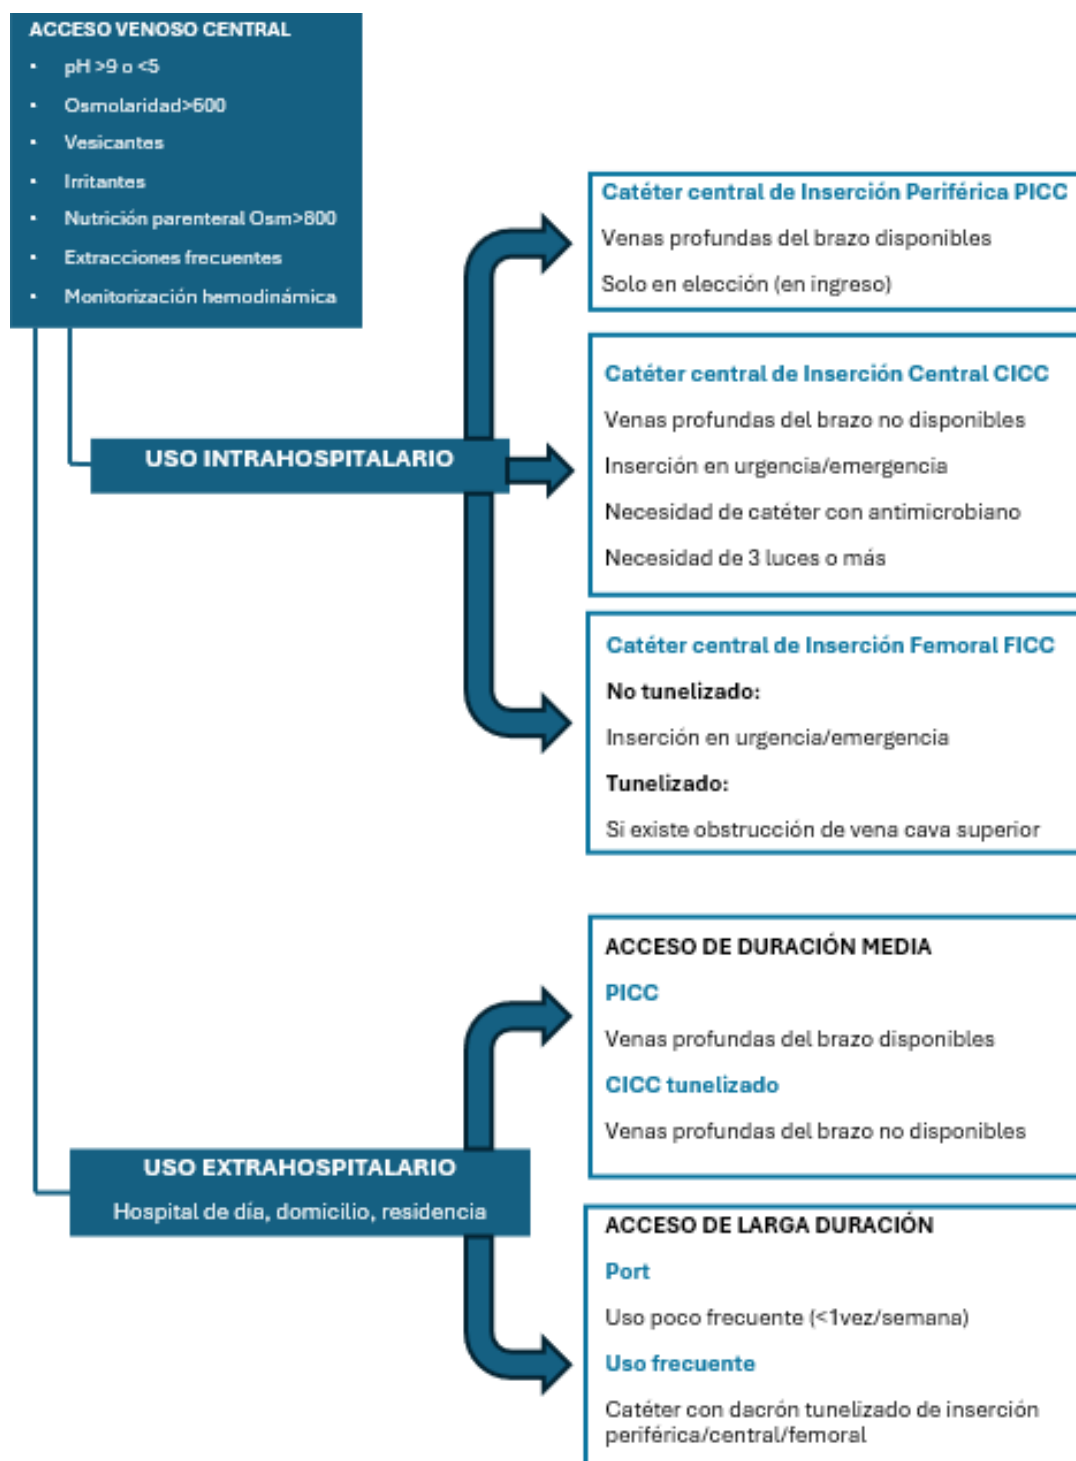 ACCESO VENOSO CENTRAL
• pH >9 o <5
• Osmolaridad>600
• Vesicantes
• Irritantes
• Nutrición parenteral Osm>800
• Extracciones frecuentes
• Monitorización hemodinámica
USO INTRAHOSPITALARIO
Catéter central de Inserción Periférica PICC
Venas profundas del brazo disponibles
Solo en elección (en ingreso)
Catéter central de Inserción Central CICC
Venas profundas del brazo no disponibles
Inserción en urgencia/emergencia
Necesidad de catéter con antimicrobiano
Necesidad de 3 luces o más
Catéter central de Inserción Femoral FICC
No tunelizado:
Inserción en urgencia/emergencia
Tunelizado:
Si existe obstrucción de vena cava superior
USO EXTRAHOSPITALARIO
Hospital de día, domicilio, residencia
ACCESO DE DURACIÓN MEDIA
PICC
Venas profundas del brazo disponibles
CICC tunelizado
Venas profundas del brazo no disponibles
ACCESO DE LARGA DURACIÓN
Port
Uso poco frecuente (<1vez/semana)
Uso frecuente
Catéter con dacrón tunelizado de inserción
periférica/central/femoral